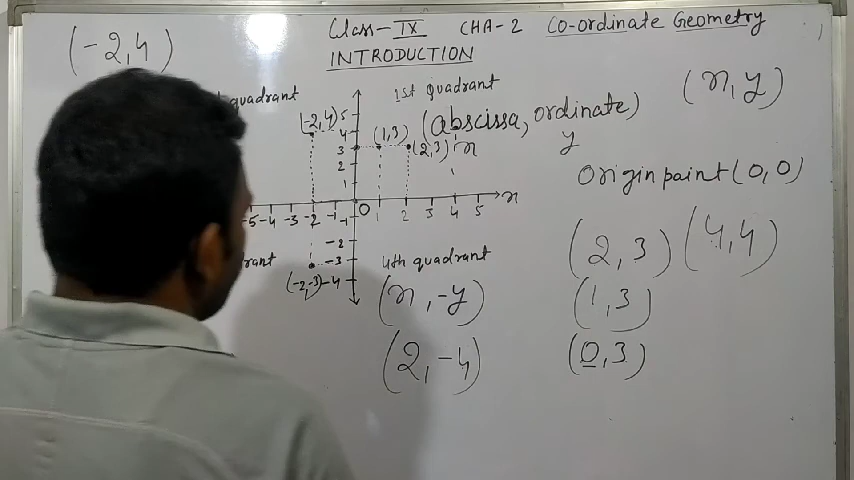 Class-IX CHA-2 Co-ordinate Geometry
INTRODUCTION
(-2,4)
quadrant
1st quadrant
(x,y)
(abscissa, ordinate)
x
y
(-2,4)
(1,3)
(2,3)
5
4
3
2
1
Origin paint (0,0)
-5 -4 -3 -2 -1 0 1 2 3 4 5 x
-1
-2
-3
-4
(-2,-3)
4th quadrant
(x,-y)
(2,-4)
(2,3) (4,4)
(1,3)
(0,3)